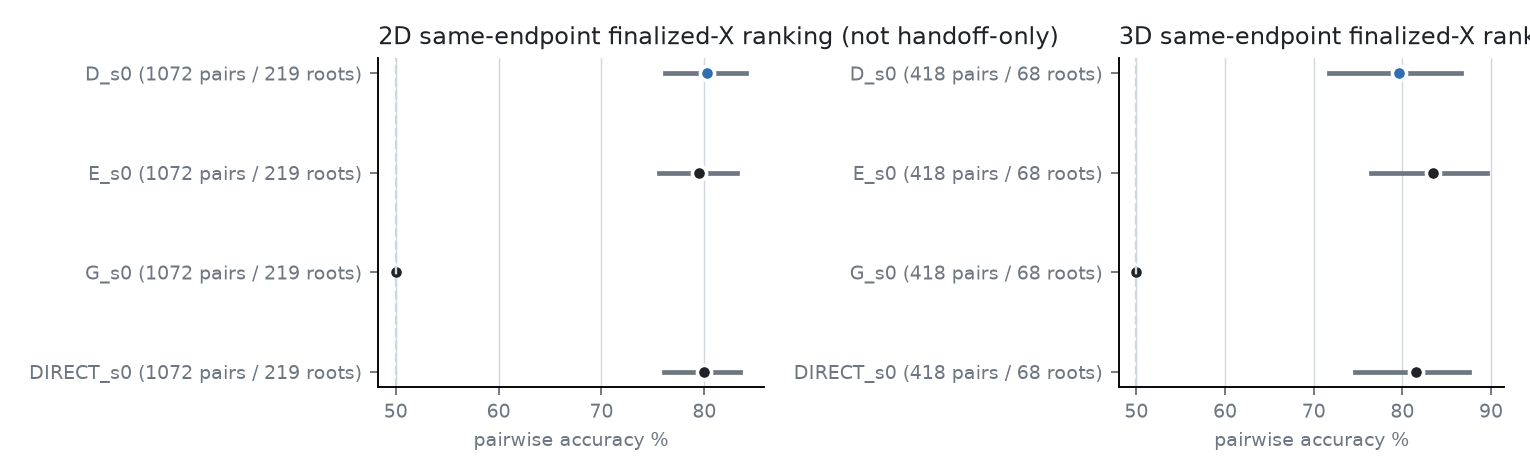 2D same-endpoint finalized-X ranking (not handoff-only)
D_s0 (1072 pairs / 219 roots)
E_s0 (1072 pairs / 219 roots)
G_s0 (1072 pairs / 219 roots)
DIRECT_s0 (1072 pairs / 219 roots)
50 60 70 80
pairwise accuracy %
3D same-endpoint finalized-X rank
D_s0 (418 pairs / 68 roots)
E_s0 (418 pairs / 68 roots)
G_s0 (418 pairs / 68 roots)
DIRECT_s0 (418 pairs / 68 roots)
50 60 70 80 90
pairwise accuracy %